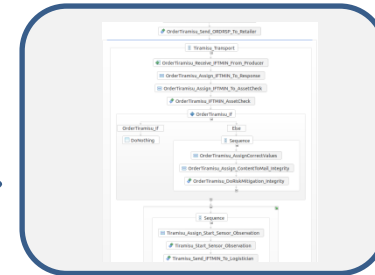 OrderTiramisu_Send_ORDRSP_To_Retailer
Tiramisu_Transport
OrderTiramisu_Receive_IFTMIN_From_Producer
OrderTiramisu_Assign_IFTMIN_To_Response
OrderTiramisu_Assign_IFTMIN_To_AssetCheck
OrderTiramisu_IFTMIN_AssetCheck
OrderTiramisu_If
OrderTiramisu_If
Else
DoNothing
Sequence
OrderTiramisu_AssignCorrectValues
OrderTiramisu_Assign_ContentToMail_Integrity
OrderTiramisu_DoRiskMitigation_Integrity
Sequence
Tiramisu_Assign_Start_Sensor_Observation
Tiramisu_Start_Sensor_Observation
Tiramisu_Send_IFTMIN_To_Logistician